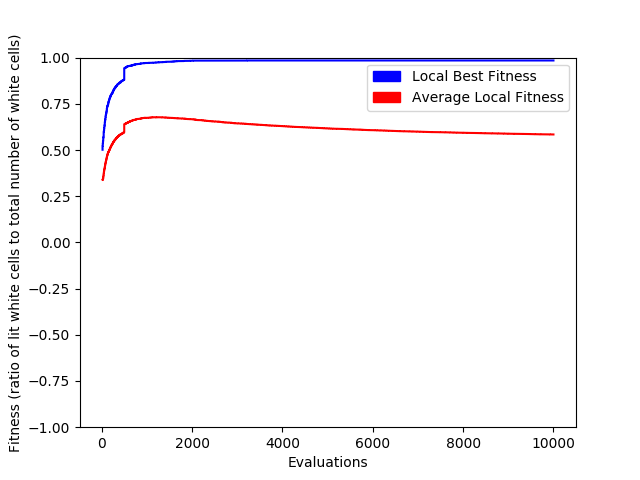 Fitness (ratio of lit white cells to total number of white cells)
1.00
0.75
0.50
0.25
0.00
−0.25
−0.50
−0.75
−1.00
Local Best Fitness
Average Local Fitness
0 2000 4000 6000 8000 10000
Evaluations